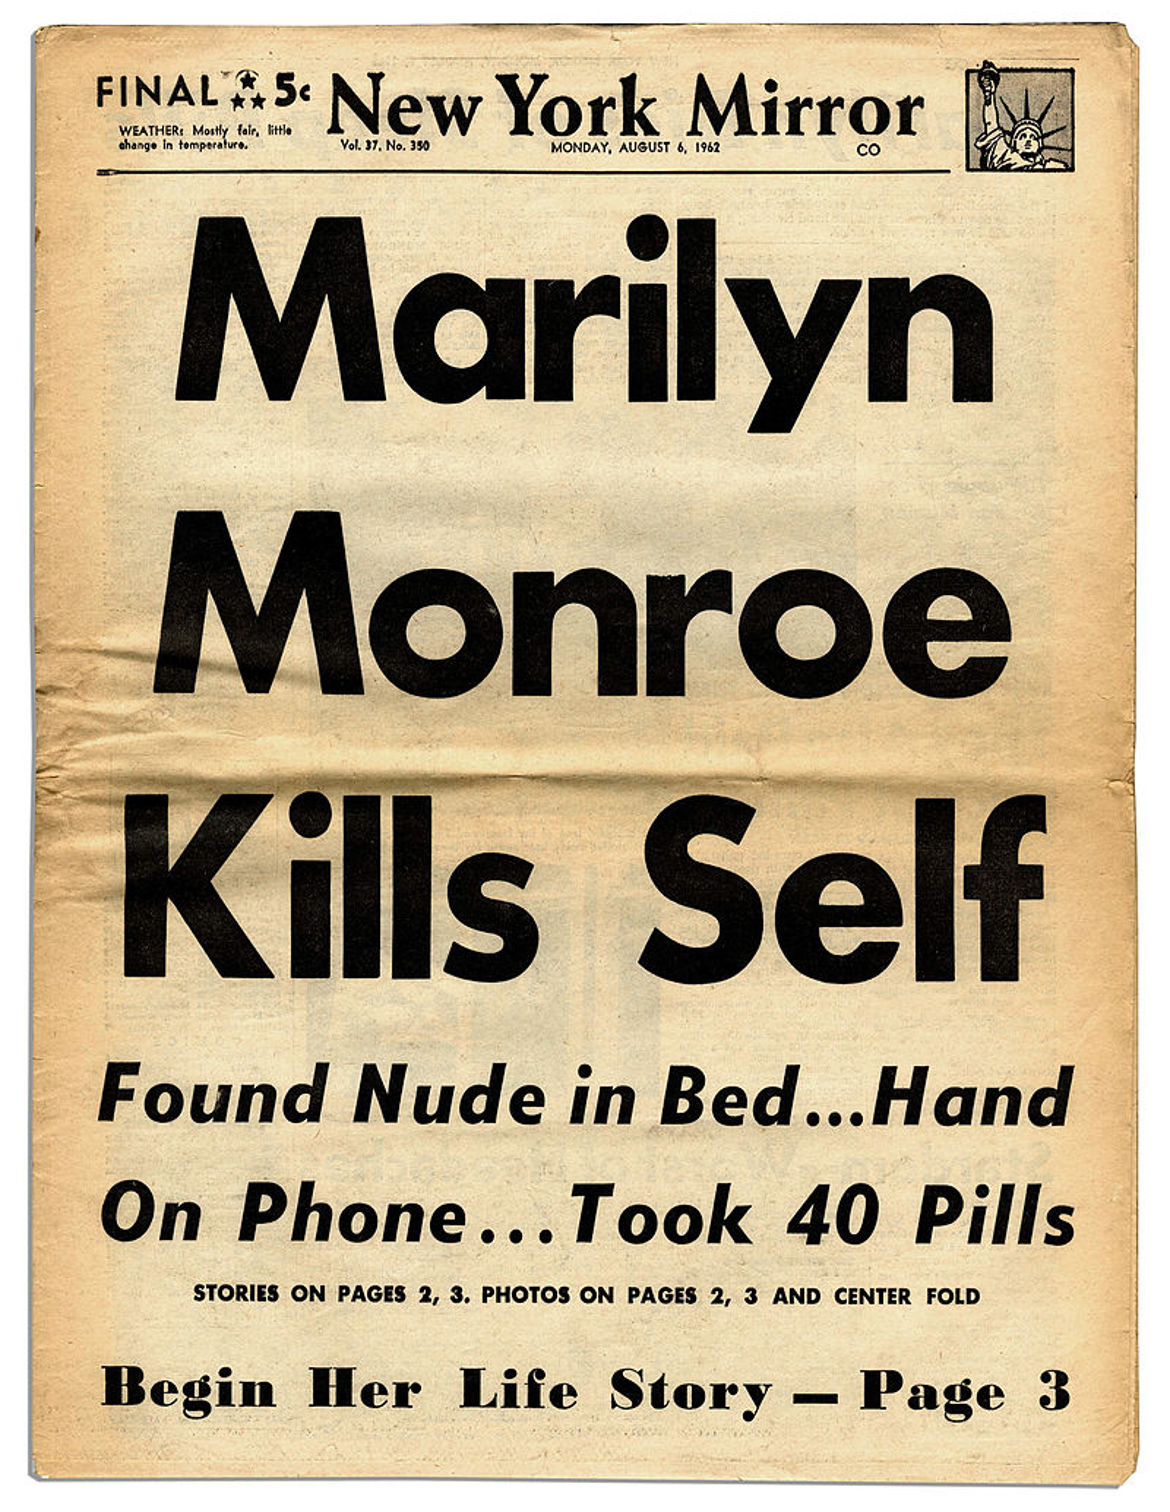 FINAL 5¢ New York Mirror
WEATHER: Mostly fair, little
change in temperature.
Vol. 37, No. 350 MONDAY, AUGUST 6, 1962 CO
Marilyn
Monroe
Kills Self
Found Nude in Bed...Hand
On Phone...Took 40 Pills
STORIES ON PAGES 2, 3. PHOTOS ON PAGES 2, 3 AND CENTER FOLD
Begin Her Life Story — Page 3